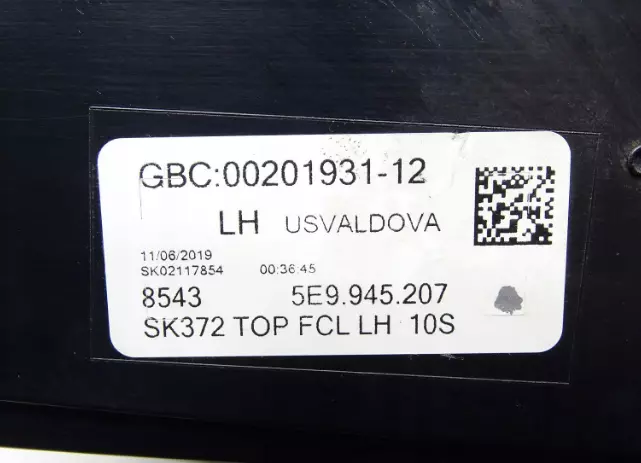 GBC:00201931-12
LH USVALDOVA
11/06/2019
SK02117854 00:36:45
8543 5E9.945.207
SK372 TOP FCL LH 10S